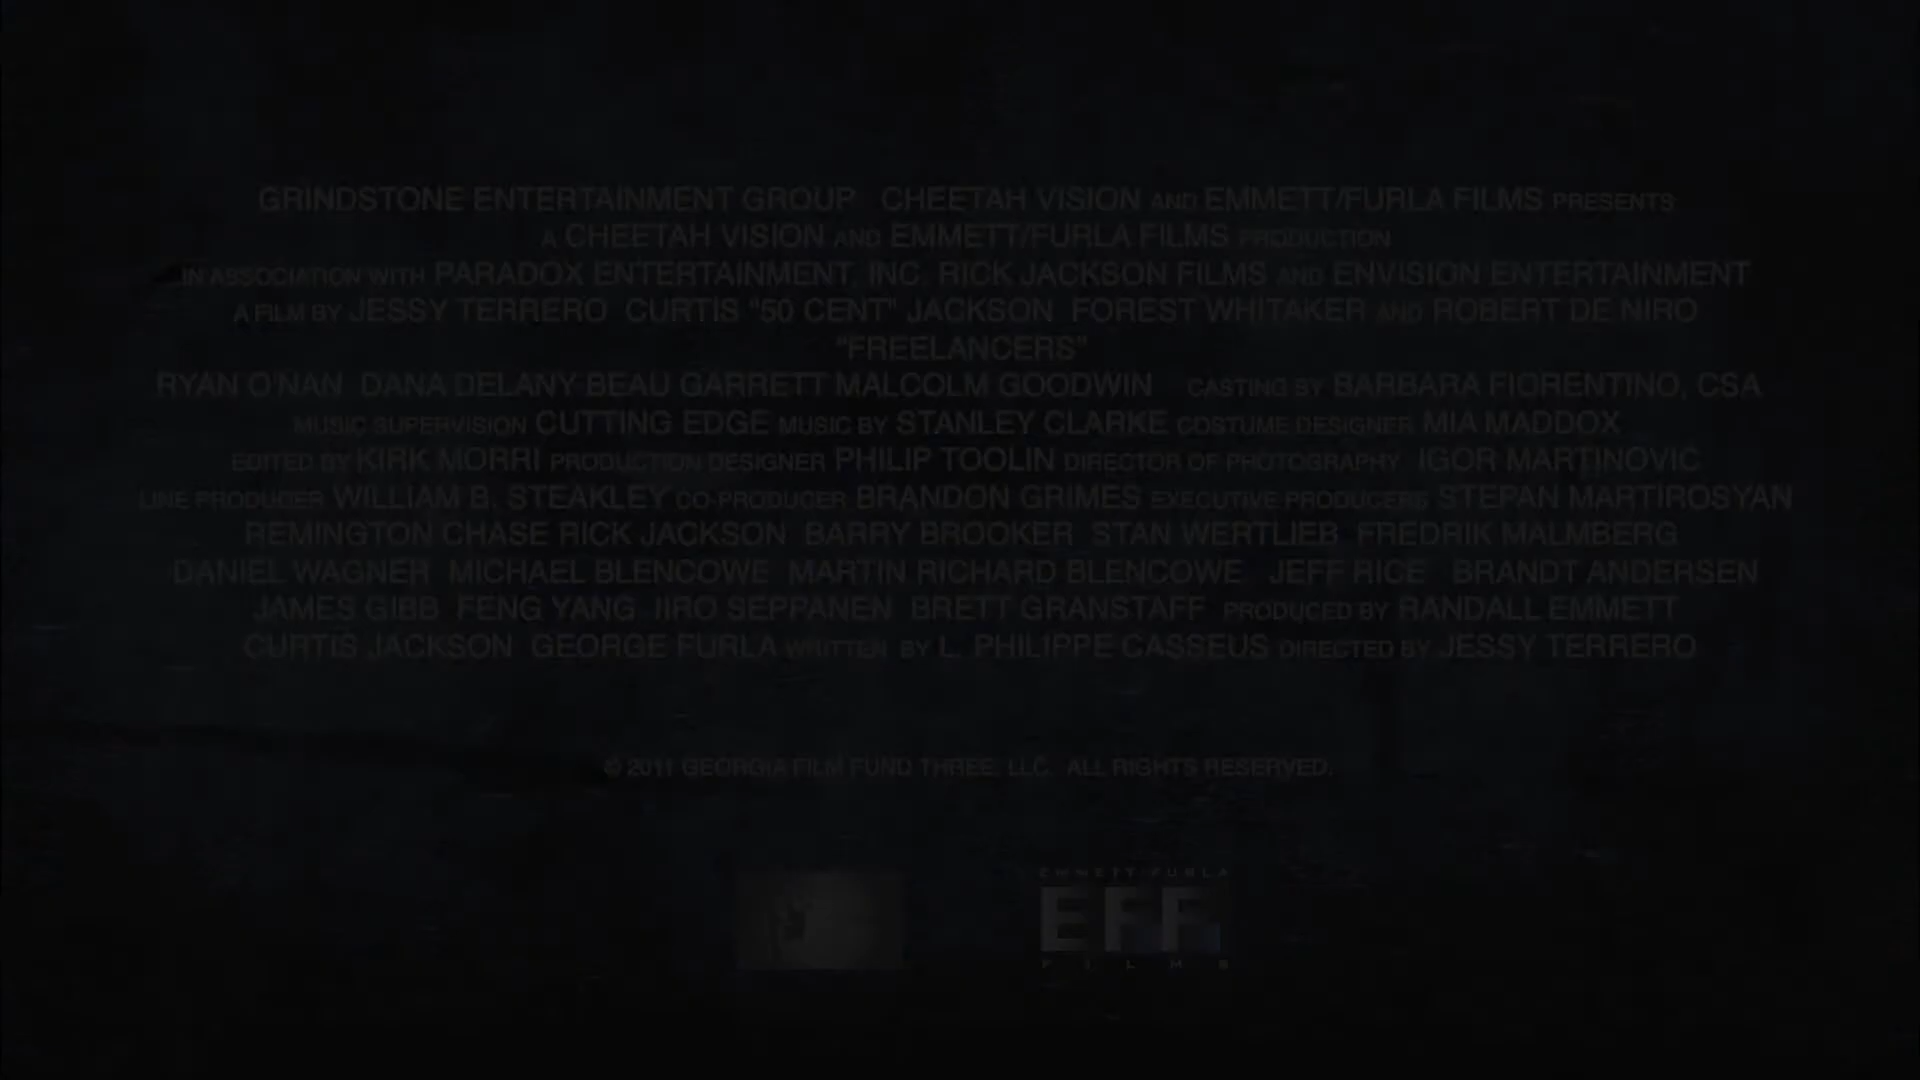 GRINDSTONE ENTERTAINMENT GROUP CHEETAH VISION AND EMMETT/FURLA FILMS PRESENTS
A CHEETAH VISION AND EMMETT/FURLA FILMS PRODUCTION
IN ASSOCIATION WITH PARADOX ENTERTAINMENT, INC. RICK JACKSON FILMS AND ENVISION ENTERTAINMENT
A FILM BY JESSY TERRERO CURTIS "50 CENT" JACKSON FOREST WHITAKER AND ROBERT DE NIRO
"FREELANCERS"
RYAN O'NAN DANA DELANY BEAU GARRETT MALCOLM GOODWIN CASTING BY BARBARA FIORENTINO, CSA
MUSIC SUPERVISION CUTTING EDGE MUSIC BY STANLEY CLARKE COSTUME DESIGNER MIA MADDOX
EDITED BY KIRK MORRI PRODUCTION DESIGNER PHILIP TOOLIN DIRECTOR OF PHOTOGRAPHY IGOR MARTINOVIC
LINE PRODUCER WILLIAM B. STEAKLEY CO-PRODUCER BRANDON GRIMES EXECUTIVE PRODUCERS STEPAN MARTIROSYAN
REMINGTON CHASE RICK JACKSON BARRY BROOKER STAN WERTLIEB FREDRIK MALMBERG
DANIEL WAGNER MICHAEL BLENCOWE MARTIN RICHARD BLENCOWE JEFF RICE BRANDT ANDERSEN
JAMES GIBB FENG YANG IIRO SEPPANEN BRETT GRANSTAFF PRODUCED BY RANDALL EMMETT
CURTIS JACKSON GEORGE FURLA WRITTEN BY L. PHILIPPE CASSEUS DIRECTED BY JESSY TERRERO
© 2011 GEORGIA FILM FUND THREE, LLC. ALL RIGHTS RESERVED.
EMMETT/FURLA
EFF
FILMS